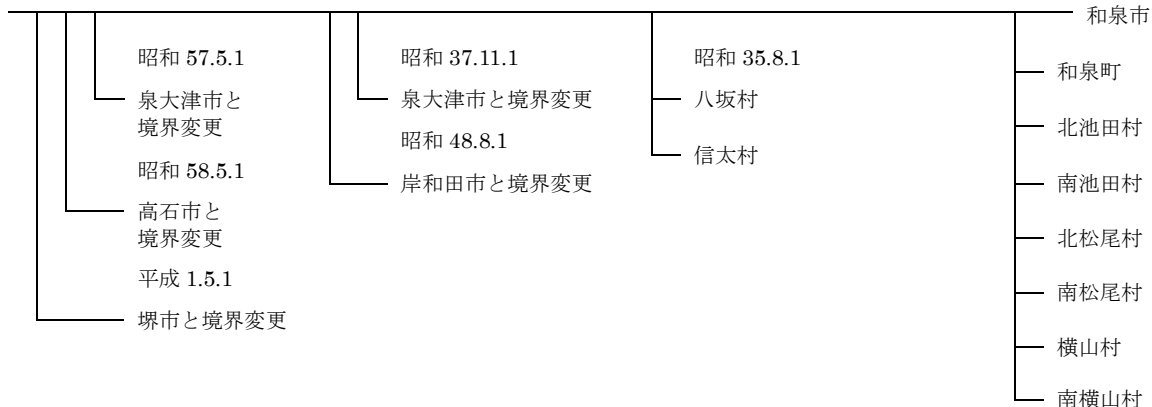 和泉市
昭和 57.5.1
泉大津市と
境界変更
昭和 58.5.1
高石市と
境界変更
平成 1.5.1
堺市と境界変更
昭和 37.11.1
泉大津市と境界変更
昭和 48.8.1
岸和田市と境界変更
昭和 35.8.1
八坂村
信太村
和泉町
北池田村
南池田村
北松尾村
南松尾村
横山村
南横山村